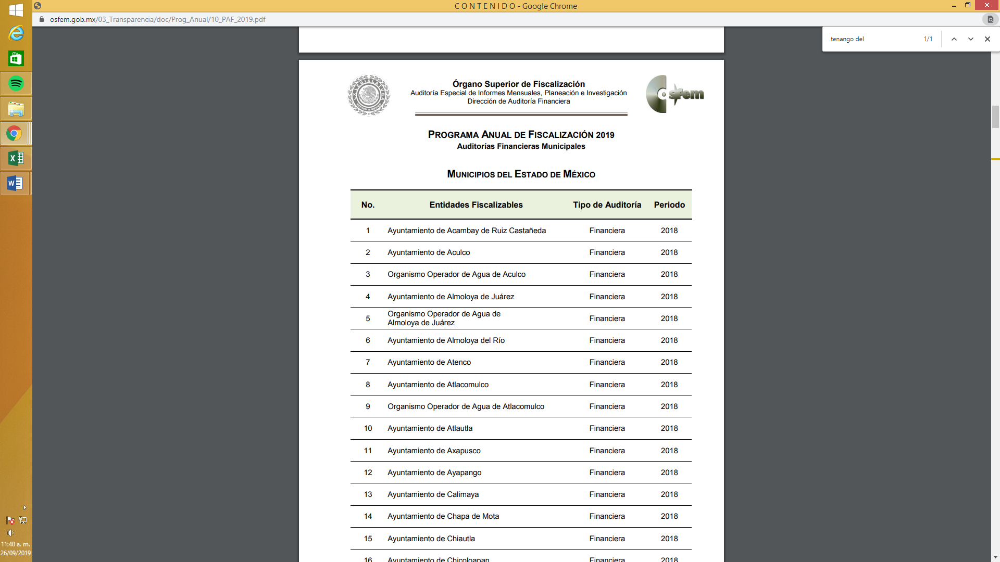 C O N T E N I D O - Google Chrome
osfem.gob.mx/03_Transparencia/doc/Prog_Anual/10_PAF_2019.pdf
tenango del 1/1
LX LEGISLATURA
ESTADO DE MÉXICO
Órgano Superior de Fiscalización
Auditoría Especial de Informes Mensuales, Planeación e Investigación
Dirección de Auditoría Financiera
Osfem
PROGRAMA ANUAL DE FISCALIZACIÓN 2019
Auditorías Financieras Municipales
MUNICIPIOS DEL ESTADO DE MÉXICO
No. Entidades Fiscalizables Tipo de Auditoría Periodo
1 Ayuntamiento de Acambay de Ruiz Castañeda Financiera 2018
2 Ayuntamiento de Aculco Financiera 2018
3 Organismo Operador de Agua de Aculco Financiera 2018
4 Ayuntamiento de Almoloya de Juárez Financiera 2018
5 Organismo Operador de Agua de
Almoloya de Juárez Financiera 2018
6 Ayuntamiento de Almoloya del Río Financiera 2018
7 Ayuntamiento de Atenco Financiera 2018
8 Ayuntamiento de Atlacomulco Financiera 2018
9 Organismo Operador de Agua de Atlacomulco Financiera 2018
10 Ayuntamiento de Atlautla Financiera 2018
11 Ayuntamiento de Axapusco Financiera 2018
12 Ayuntamiento de Ayapango Financiera 2018
13 Ayuntamiento de Calimaya Financiera 2018
14 Ayuntamiento de Chapa de Mota Financiera 2018
15 Ayuntamiento de Chiautla Financiera 2018
16 Ayuntamiento de Chicoloapan Financiera 2018
11:40 a. m.
26/09/2019